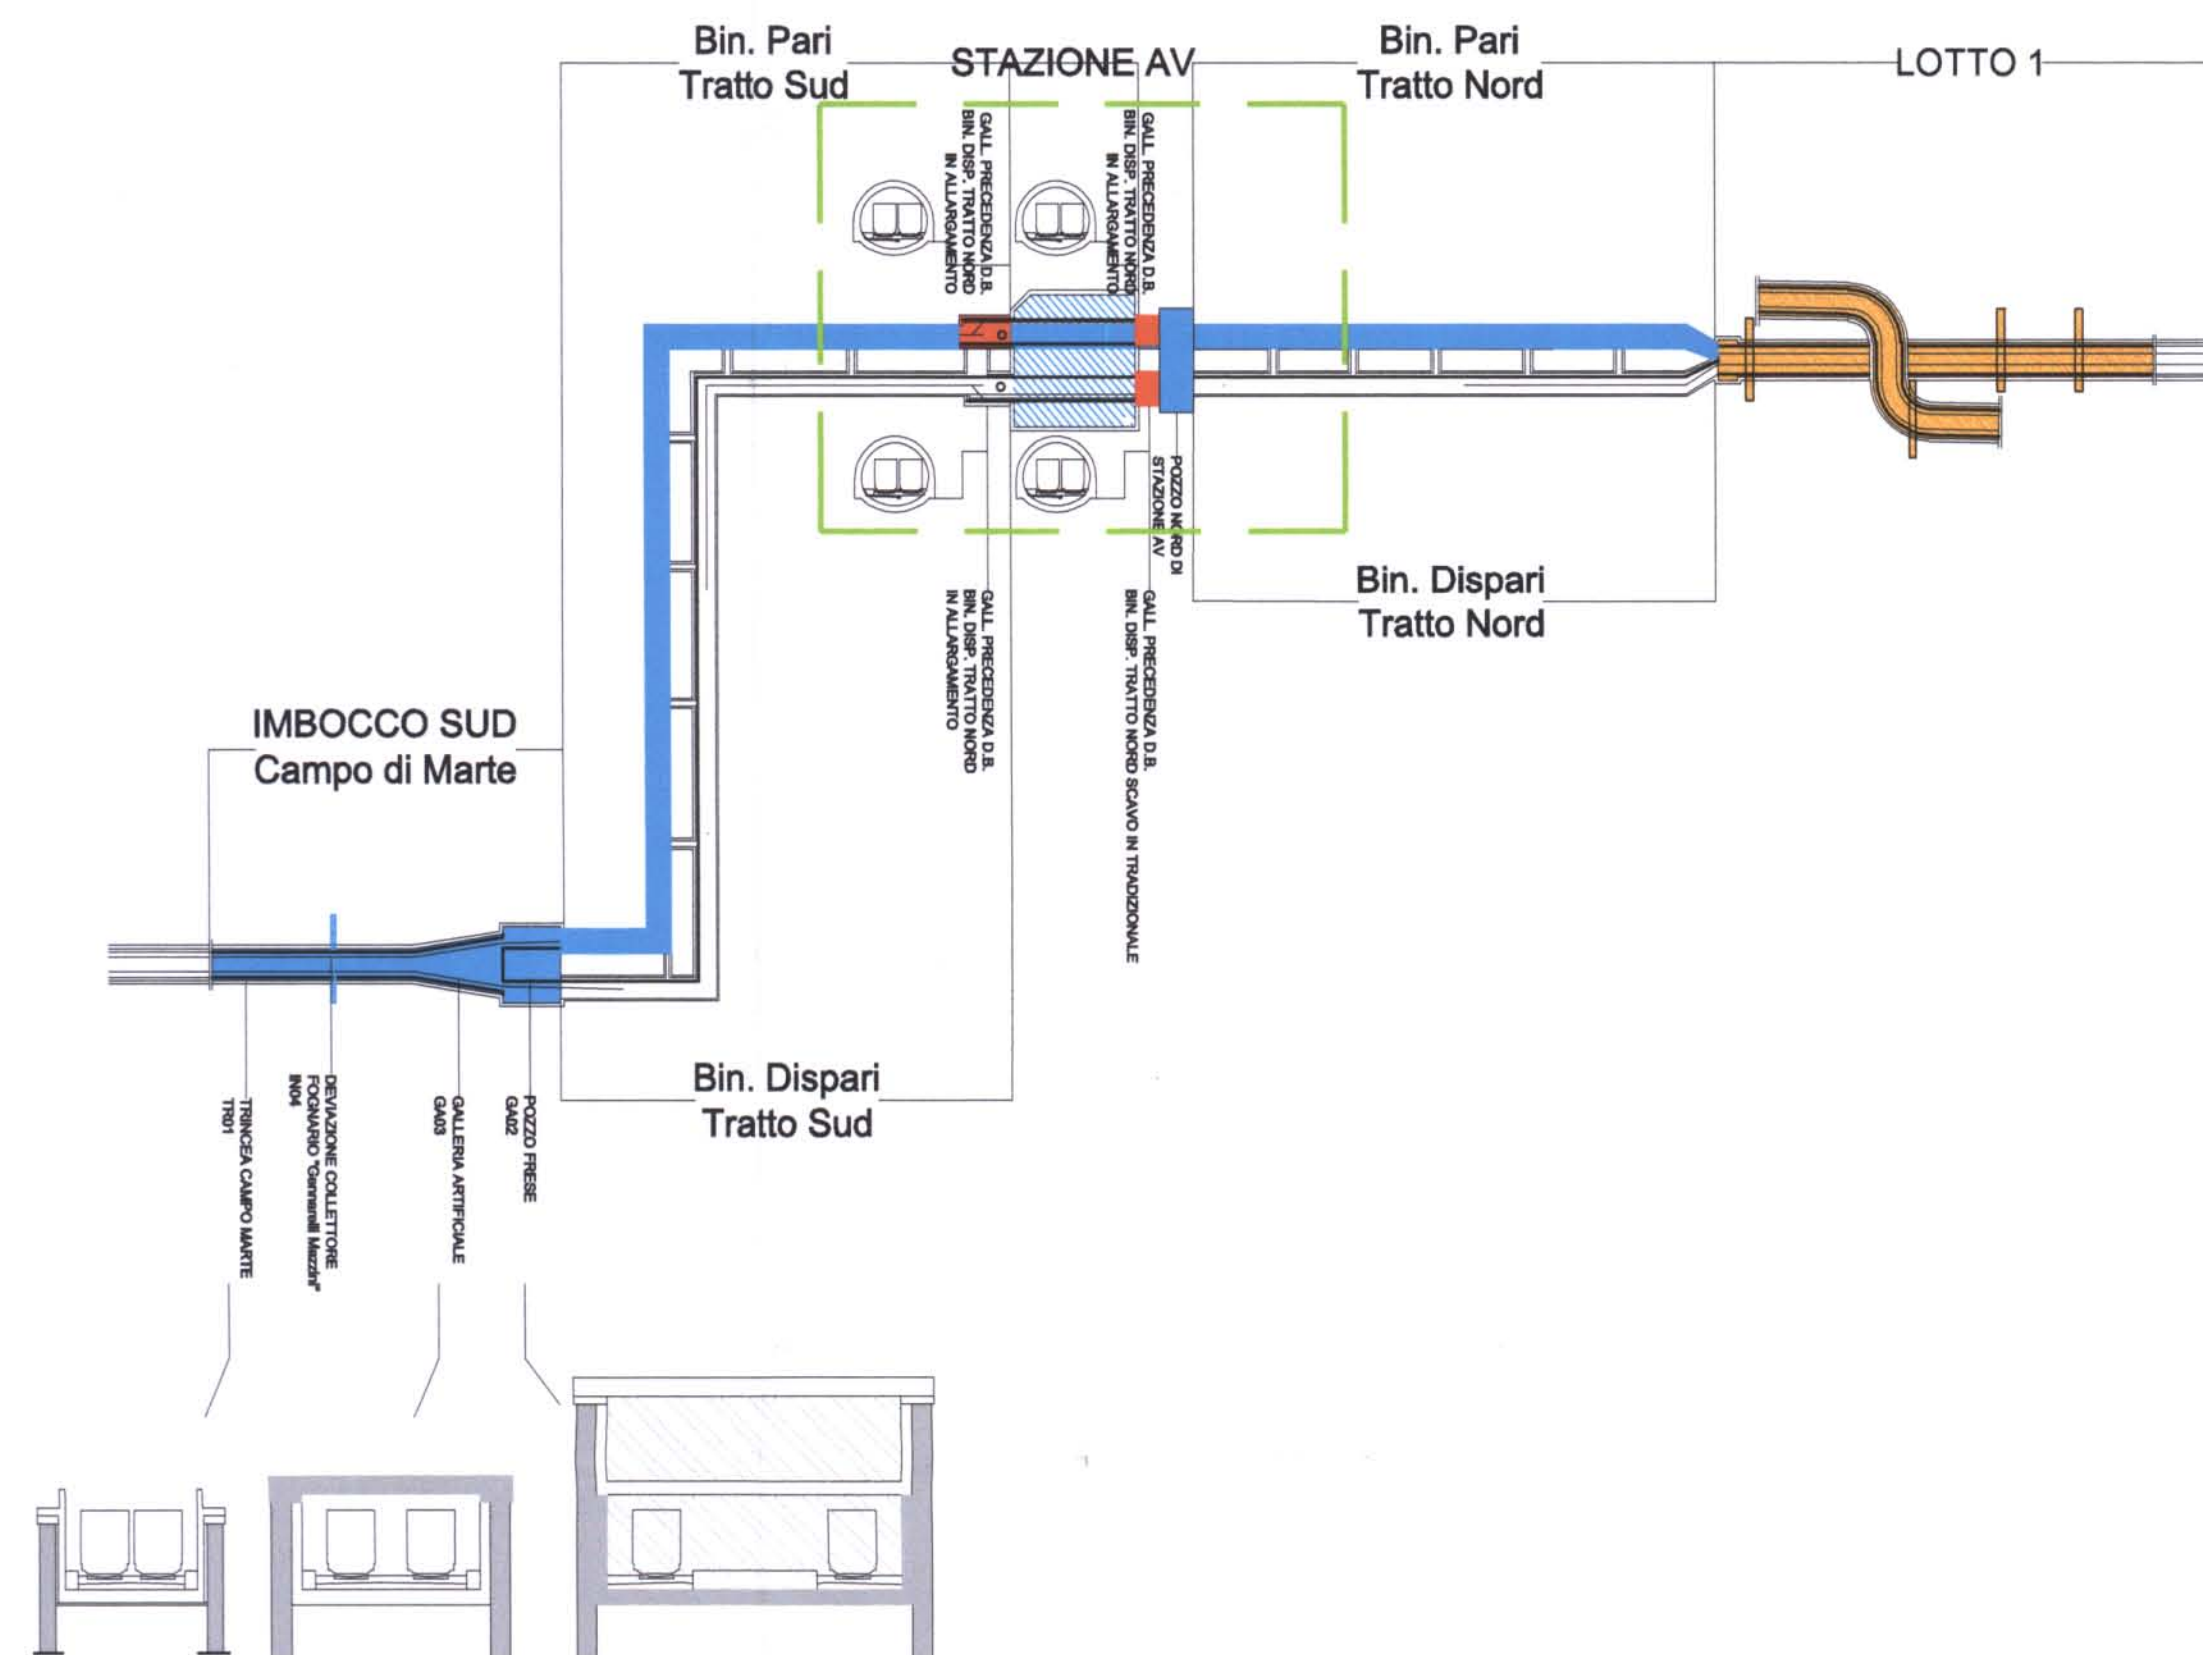 Bin. Pari
Tratto Sud
STAZIONE AV
Bin. Pari
Tratto Nord
LOTTO 1
GALL. PRECEDENZA D.B.
BIN. DISP. TRATTO NORD
IN ALLARGAMENTO
GALL. PRECEDENZA D.B.
BIN. DISP. TRATTO NORD
IN ALLARGAMENTO
POZZO NORD DI
STAZIONE AV
Bin. Dispari
Tratto Nord
GALL. PRECEDENZA D.B.
BIN. DISP. TRATTO NORD
IN ALLARGAMENTO
GALL. PRECEDENZA D.B.
BIN. DISP. TRATTO NORD SCAVO IN TRADIZIONALE
IMBOCCO SUD
Campo di Marte
Bin. Dispari
Tratto Sud
TRINCEA CAMPO MARTE
TR01
DEVIAZIONE COLLETTORE
FOGNARIO "Gennarelli Mazzini"
IN04
GALLERIA ARTIFICIALE
GA03
POZZO FRESE
GA02